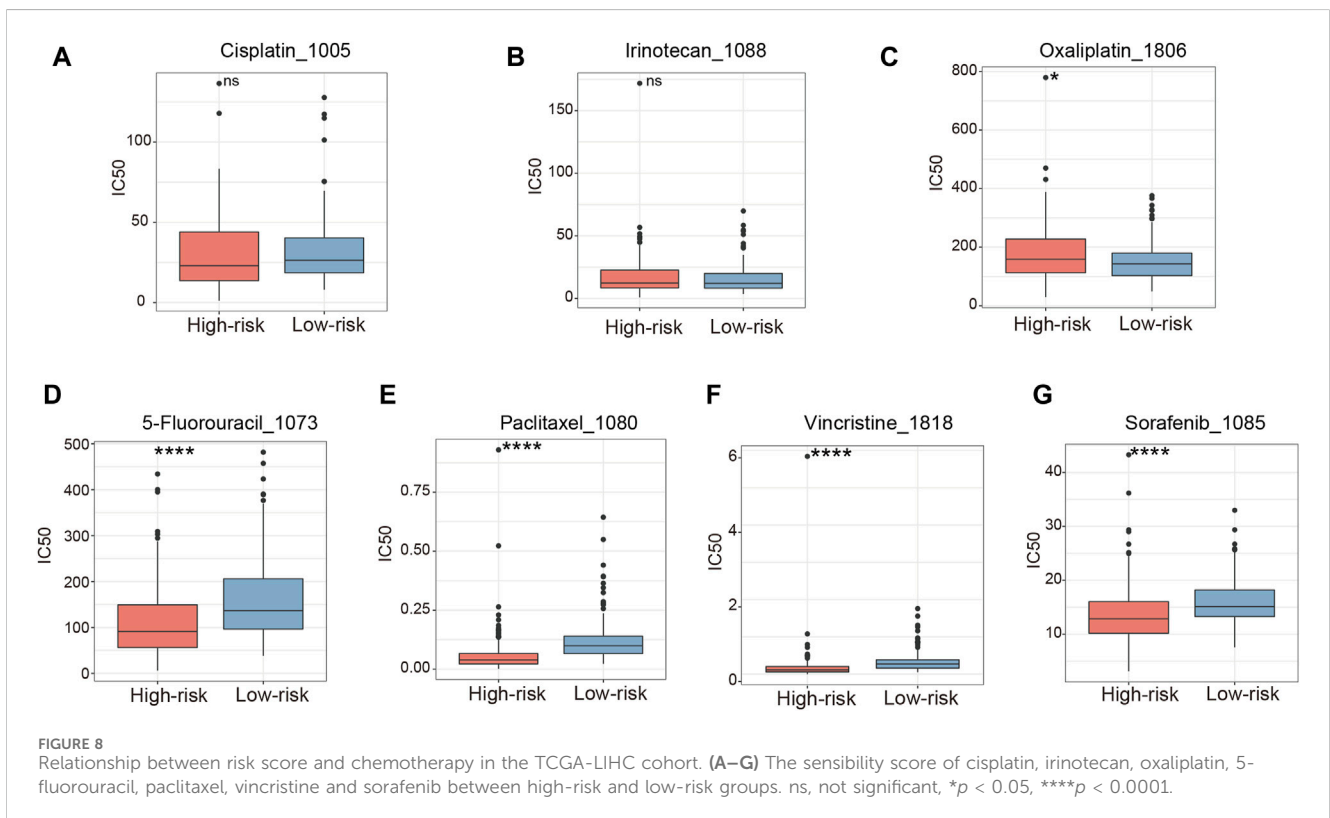 A
Cisplatin_1005
ns
IC50
100
50
0
High-risk Low-risk
B
Irinotecan_1088
ns
IC50
150
100
50
0
High-risk Low-risk
C
Oxaliplatin_1806
*
IC50
800
600
400
200
0
High-risk Low-risk
D
5-Fluorouracil_1073
****
IC50
500
400
300
200
100
0
High-risk Low-risk
E
Paclitaxel_1080
****
IC50
0.75
0.50
0.25
0.00
High-risk Low-risk
F
Vincristine_1818
****
IC50
6
4
2
0
High-risk Low-risk
G
Sorafenib_1085
****
IC50
40
30
20
10
High-risk Low-risk
FIGURE 8
Relationship between risk score and chemotherapy in the TCGA-LIHC cohort. (A–G) The sensibility score of cisplatin, irinotecan, oxaliplatin, 5-
fluorouracil, paclitaxel, vincristine and sorafenib between high-risk and low-risk groups. ns, not significant, *p < 0.05, ****p < 0.0001.